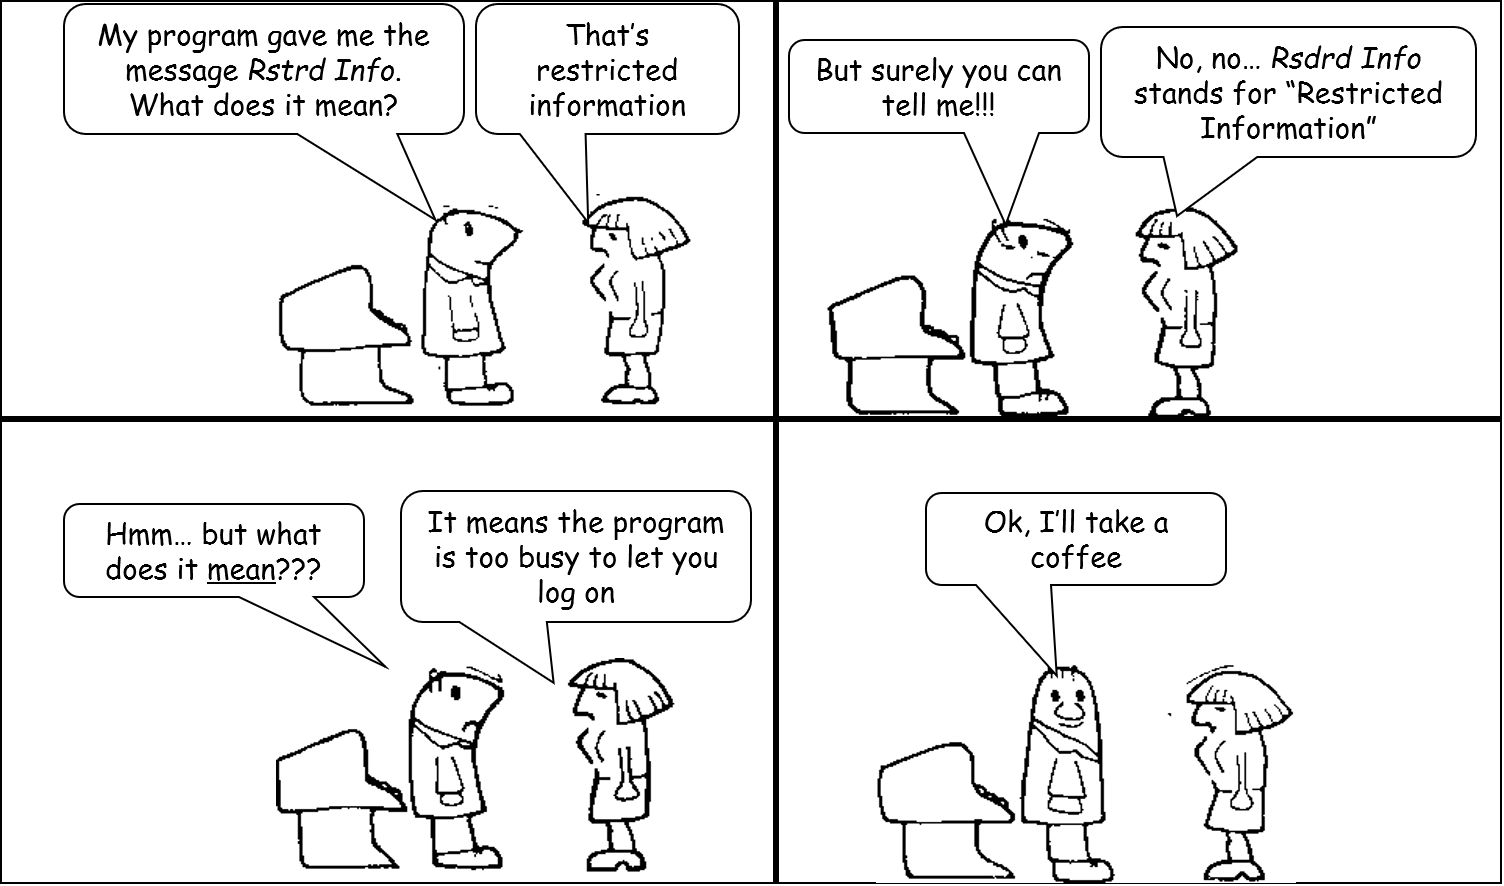 My program gave me the
message Rstrd Info.
What does it mean?
That's
restricted
information
But surely you can
tell me!!!
No, no… Rsdrd Info
stands for “Restricted
Information”
Hmm… but what
does it mean???
It means the program
is too busy to let you
log on
Ok, I'll take a
coffee